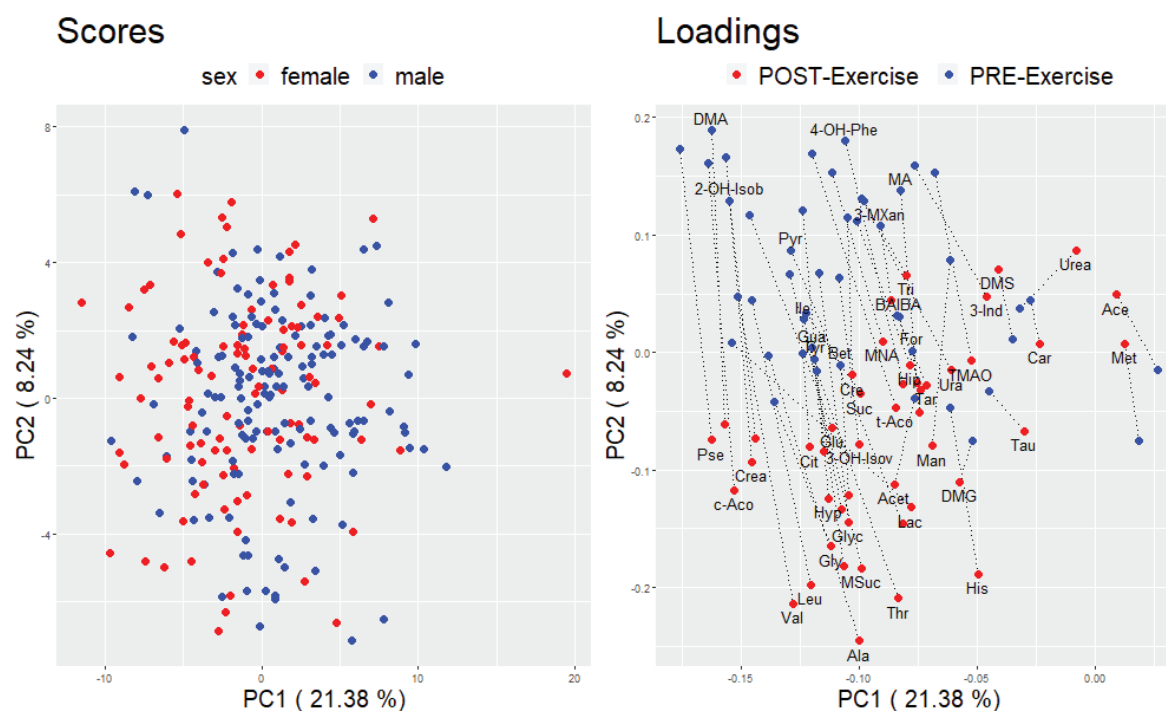 Scores
sex female male
8
4
0
-4
-10
0
10
20
PC1 ( 21.38 %)
PC2 ( 8.24 %)
Loadings
POST-Exercise PRE-Exercise
0.2
0.1
0.0
-0.1
-0.2
-0.15
-0.10
-0.05
0.00
PC1 ( 21.38 %)
PC2 ( 8.24 %)
DMA
4-OH-Phe
2-OH-Isob
MA
3-MXan
Pyr
Urea
DMS
Tri
Ace
BAIBA
3-Ind
Ile
Gua
For
Tyr
Bet
MNA
Car
Met
Hip
TMAO
Cre
Ura
Suc
Tar
t-Aco
Glu
Tau
Pse
3-OH-Isov
Cit
Man
Crea
c-Aco
Acet
DMG
Hyp
Lac
Glyc
Gly
MSuc
His
Leu
Val
Thr
Ala